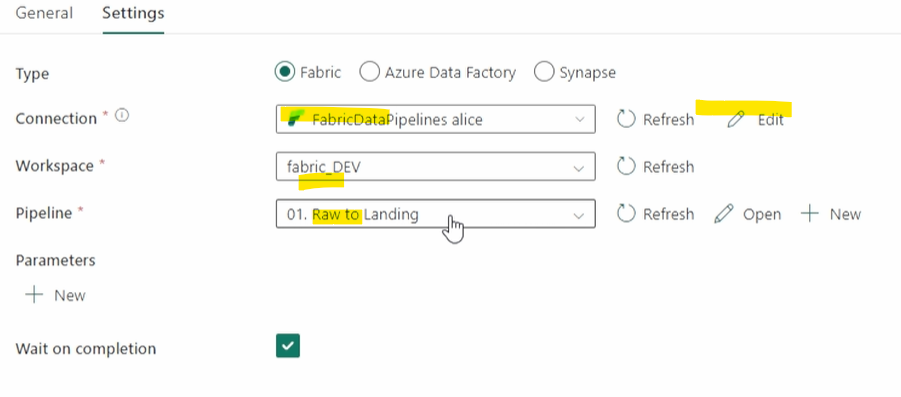 General Settings
Type Fabric Azure Data Factory Synapse
Connection * FabricDataPipelines alice Refresh Edit
Workspace * fabric_DEV Refresh
Pipeline * 01. Raw to Landing Refresh Open New
Parameters
New
Wait on completion